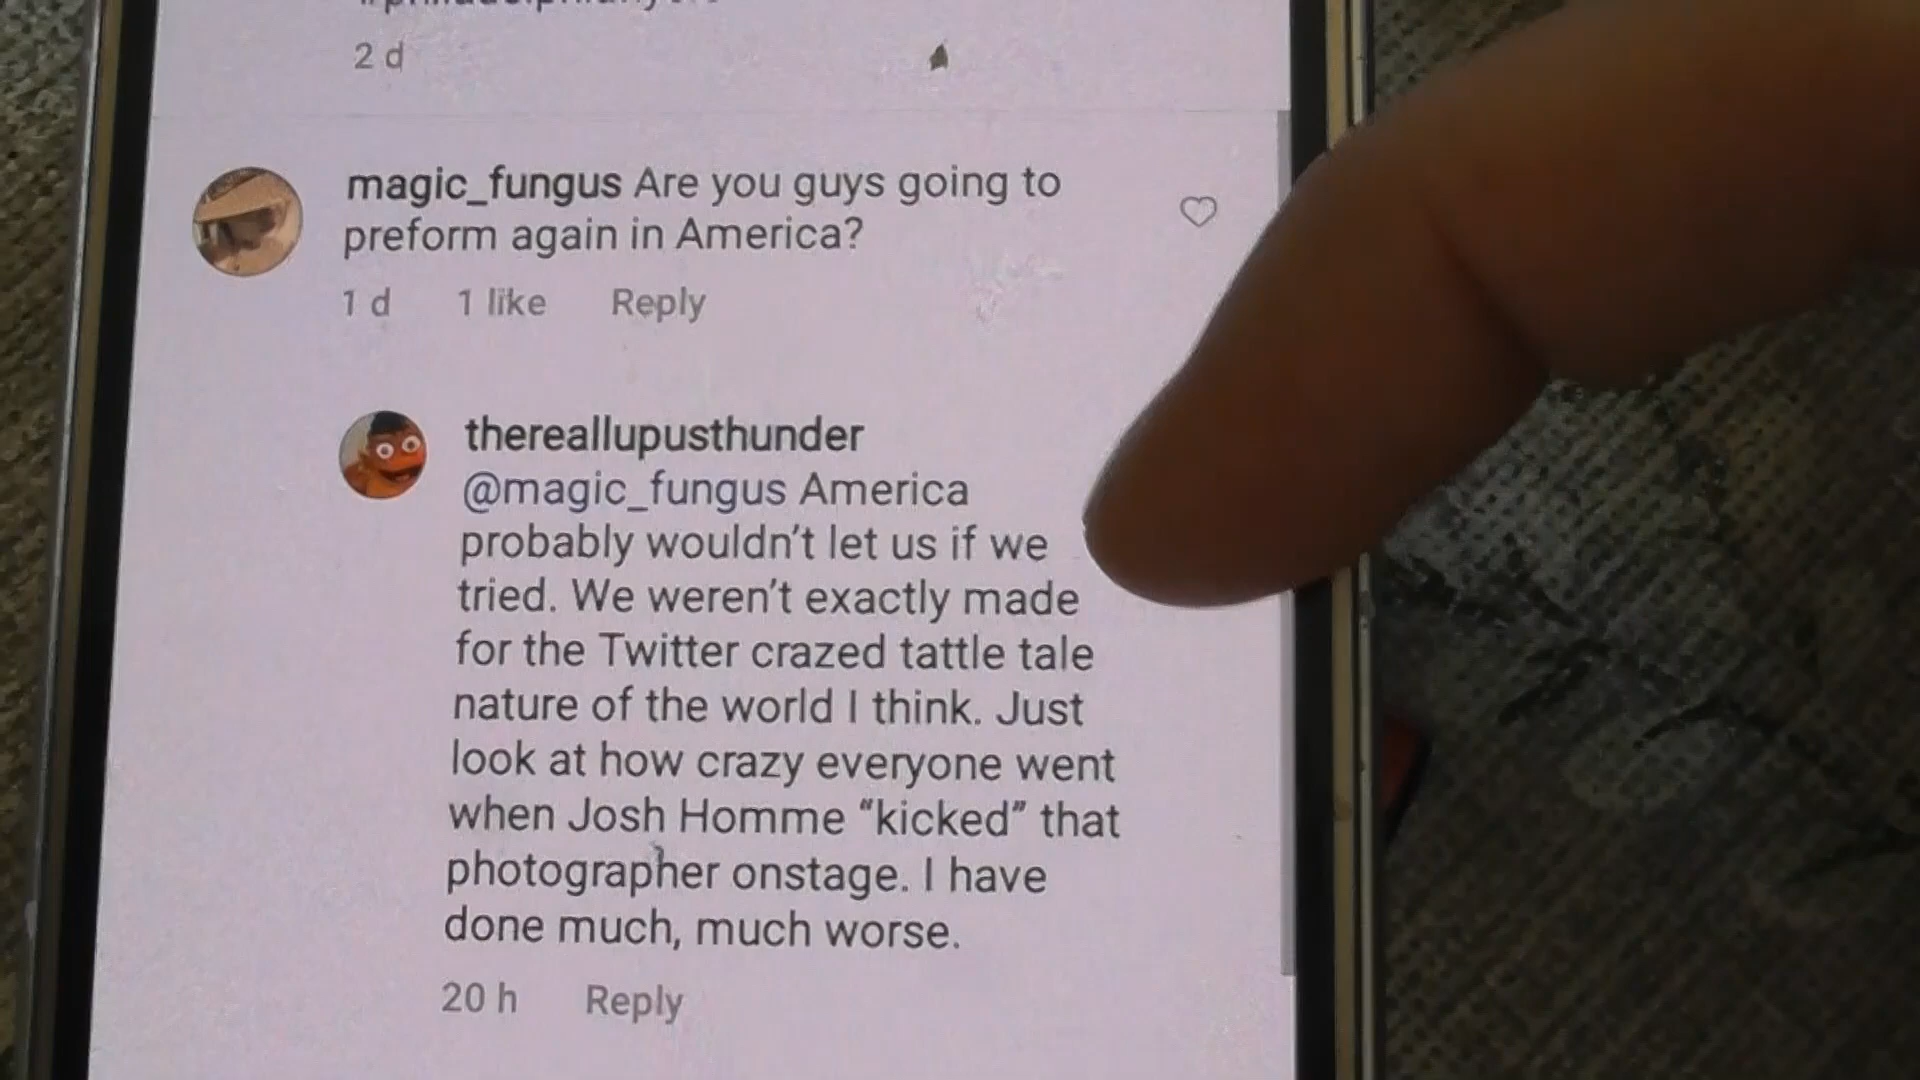 2 d
magic_fungus Are you guys going to
preform again in America?
1 d 1 like Reply
thereallupusthunder
@magic_fungus America
probably wouldn't let us if we
tried. We weren't exactly made
for the Twitter crazed tattle tale
nature of the world I think. Just
look at how crazy everyone went
when Josh Homme “kicked” that
photographer onstage. I have
done much, much worse.
20 h Reply